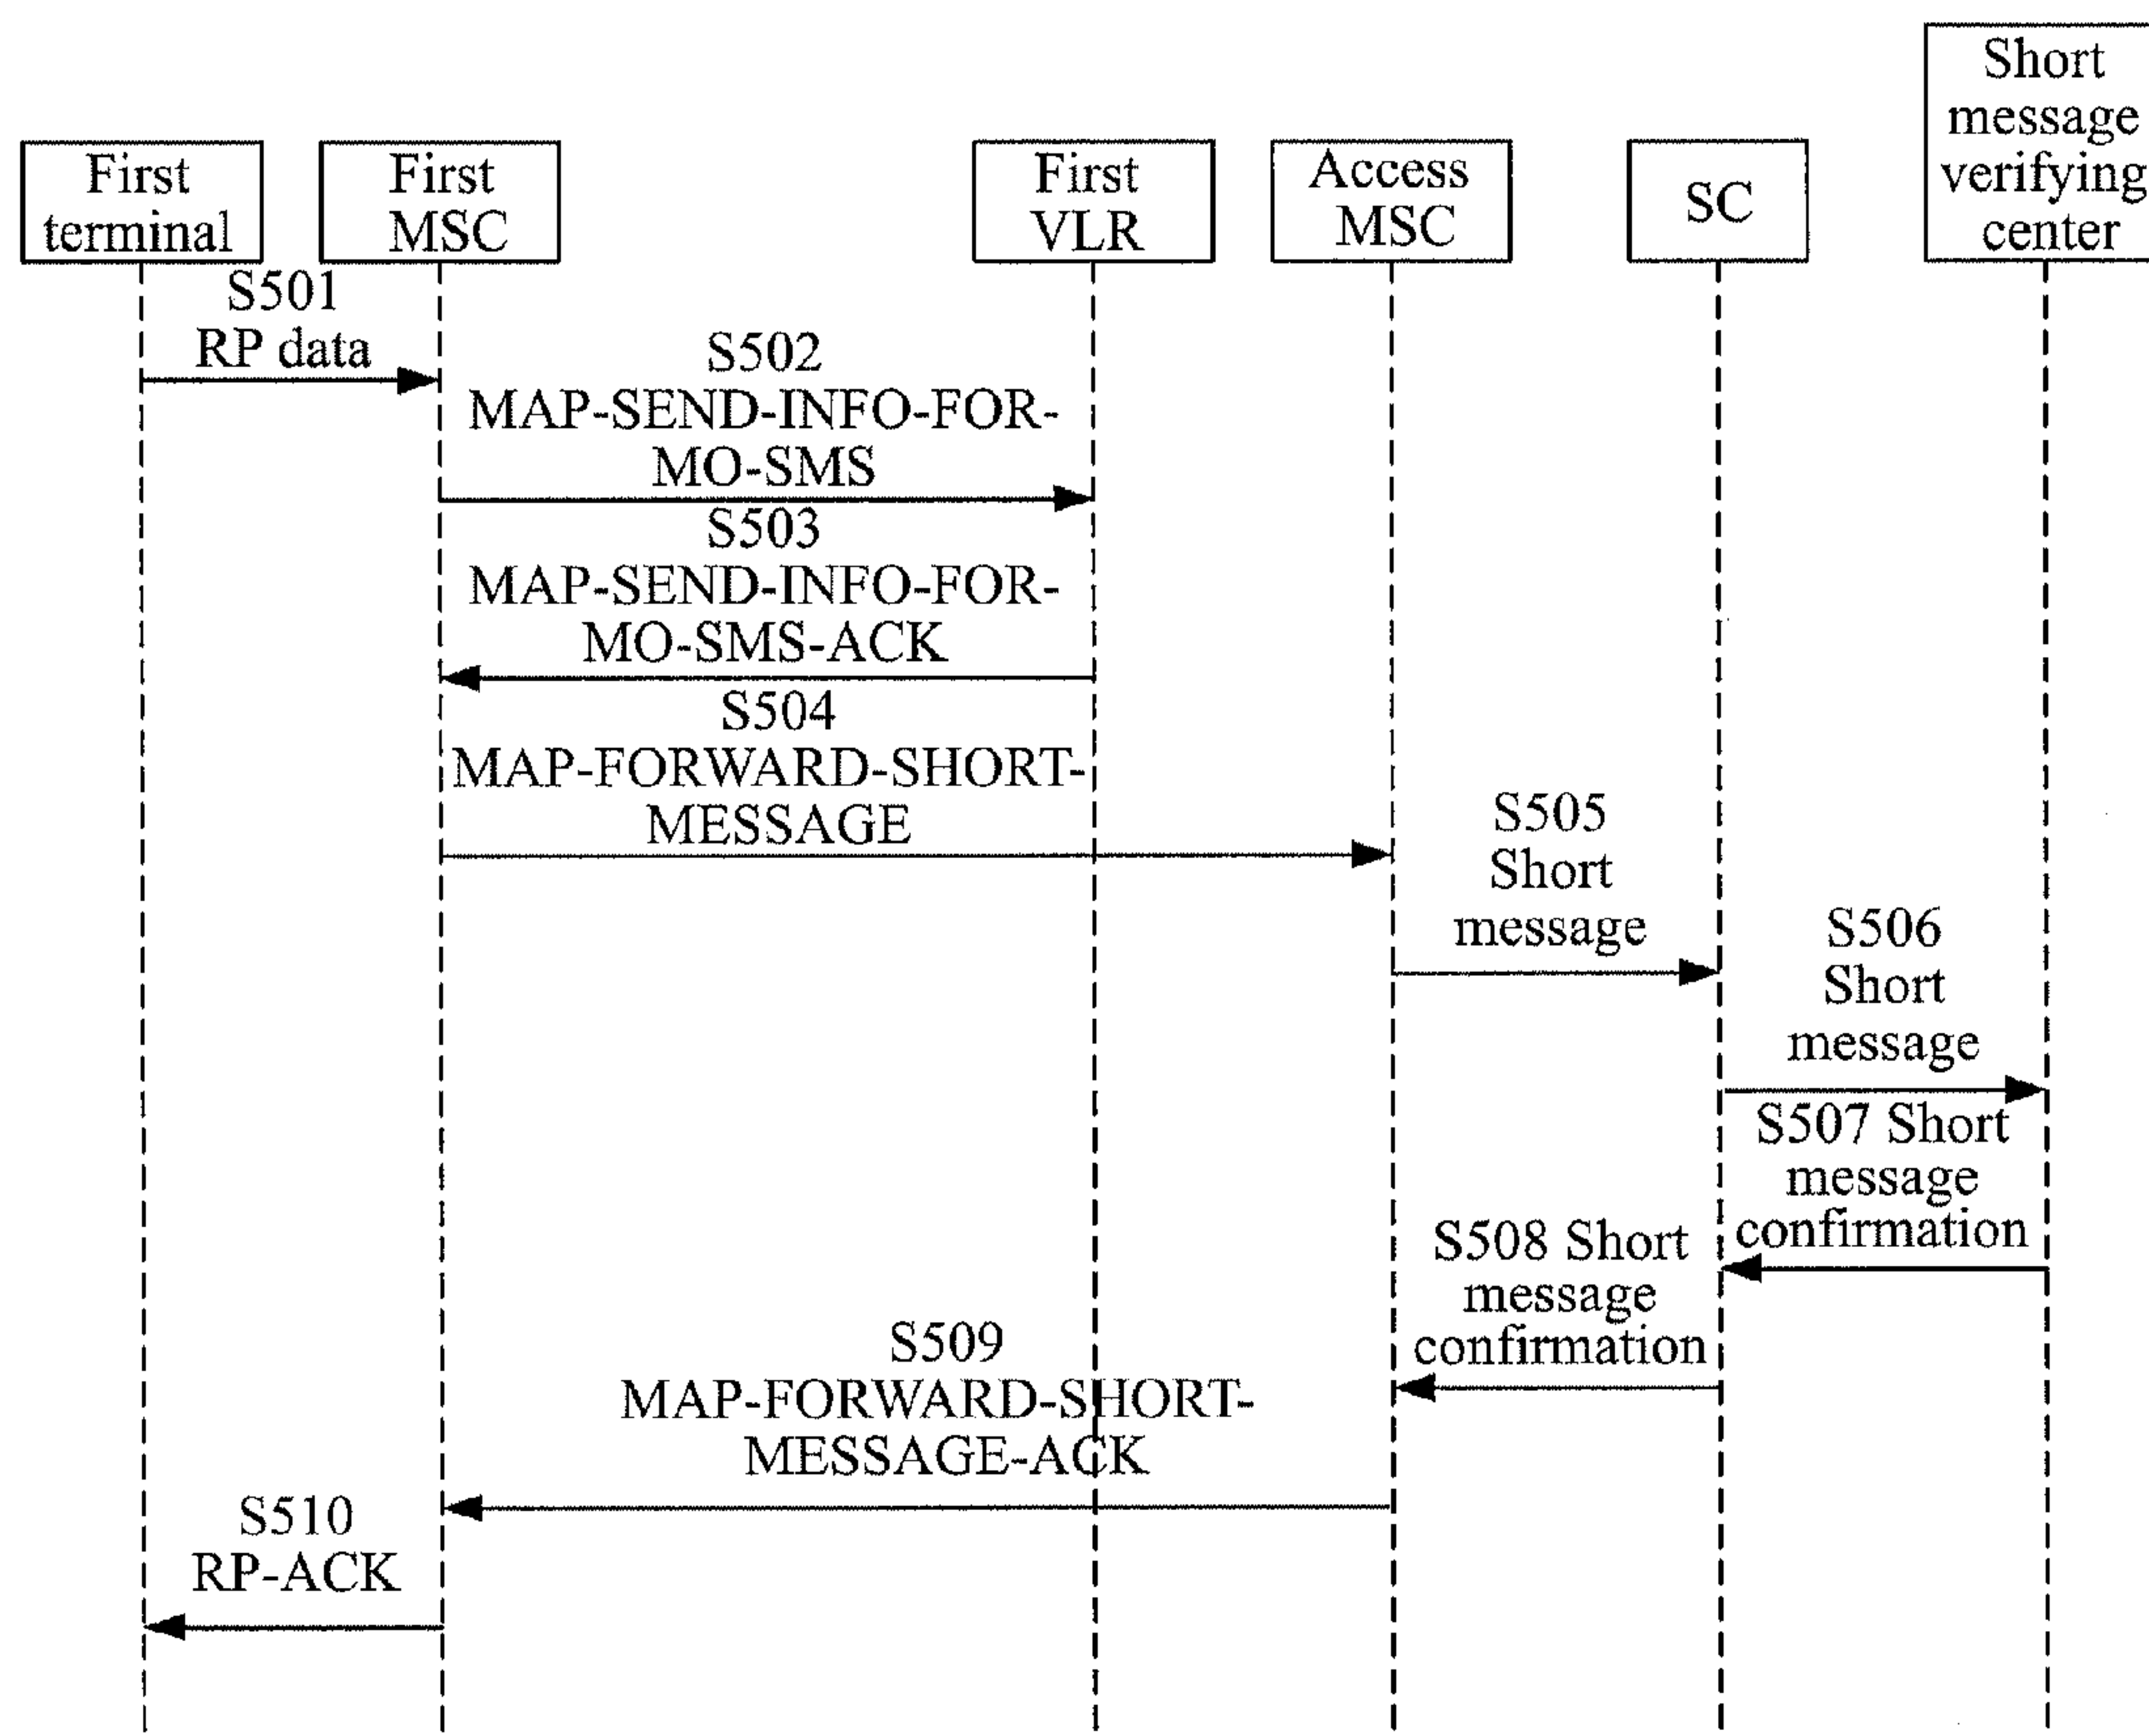 Short
message
verifying
center
First
terminal
First
MSC
First
VLR
Access
MSC
SC
S501
RP data
S502
MAP-SEND-INFO-FOR-
MO-SMS
S503
MAP-SEND-INFO-FOR-
MO-SMS-ACK
S504
MAP-FORWARD-SHORT-
MESSAGE
S505
Short
message
S506
Short
message
S507 Short
message
confirmation
S508 Short
message
confirmation
S509
MAP-FORWARD-SHORT-
MESSAGE-ACK
S510
RP-ACK